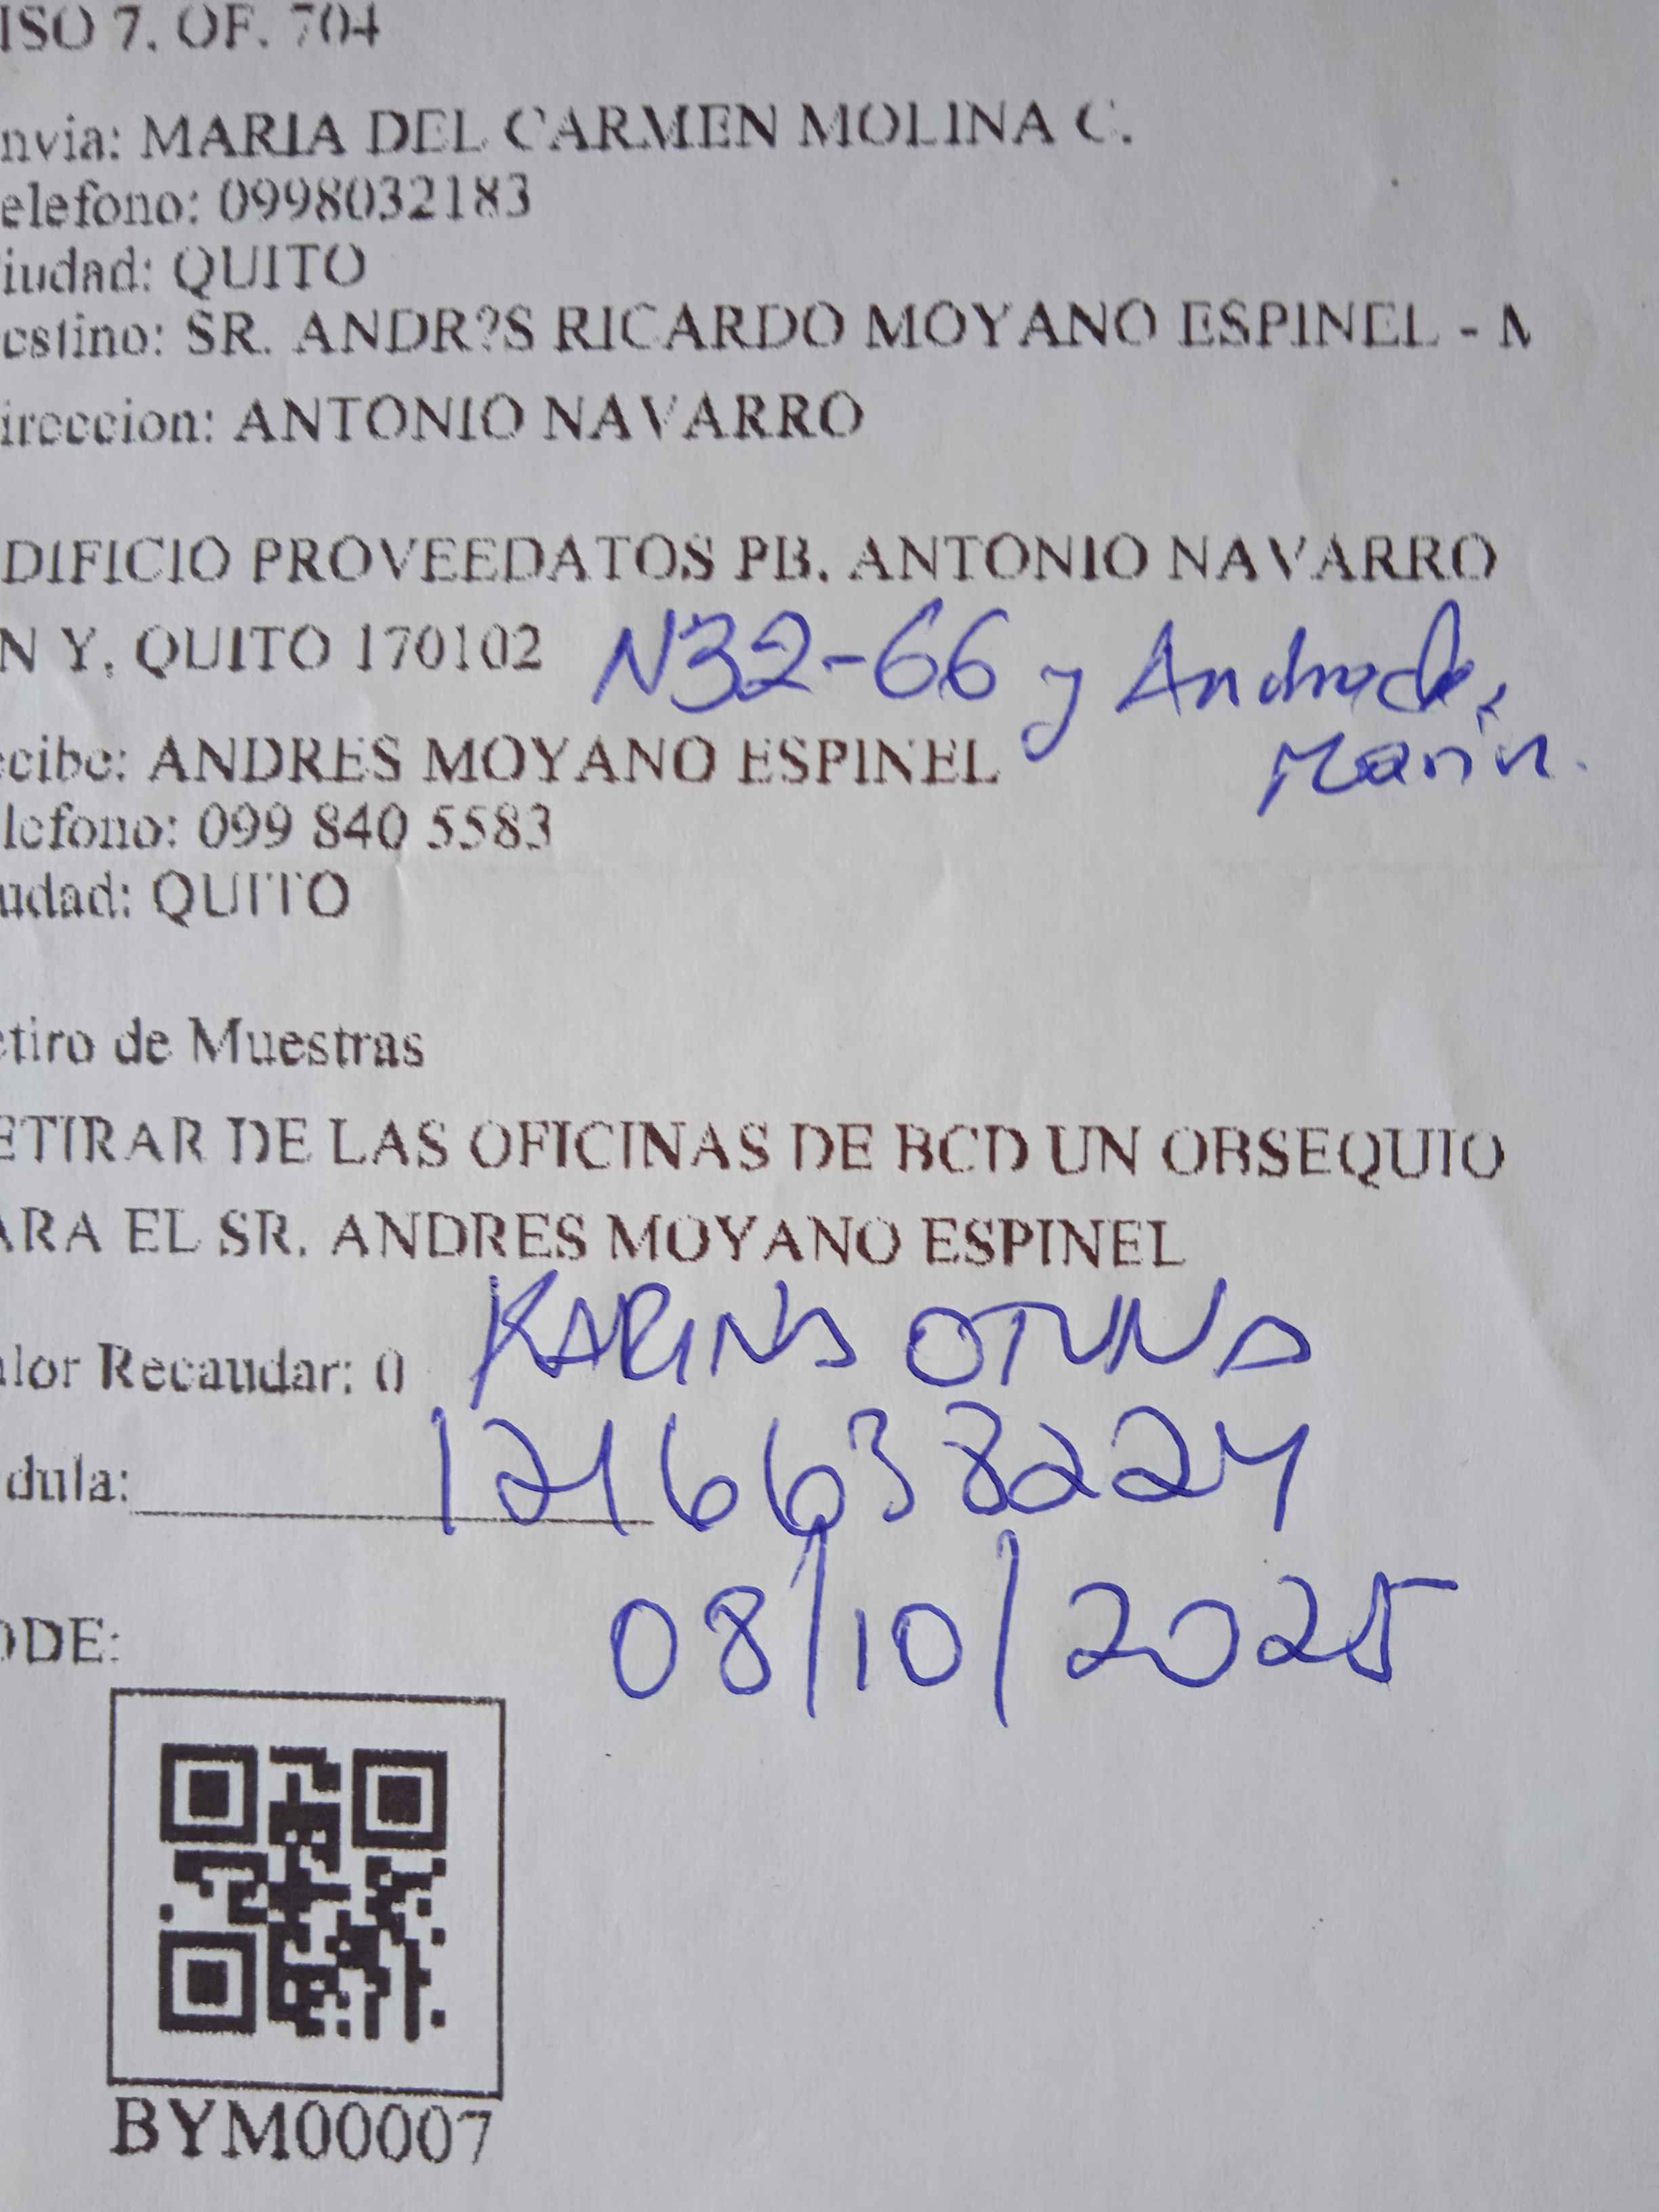 ISO 7. OF. 704
nvia: MARIA DEL CARMEN MOLINA C.
elefono: 0998032183
iudad: QUITO
estino: SR. ANDR?S RICARDO MOYANO ESPINEL - M
ireccion: ANTONIO NAVARRO
DIFICIO PROVEEDATOS PB. ANTONIO NAVARRO
N Y, QUITO 170102 N32-66 y Andrade
Marin.
ecibe: ANDRES MOYANO ESPINEL
lefono: 099 840 5583
udad: QUITO
etiro de Muestras
ETIRAR DE LAS OFICINAS DE BCD UN OBSEQUIO
ARA EL SR. ANDRES MOYANO ESPINEL
KARINA
alor Recaudar: 0
dula: 1216638224
08/10/2025
ODE:
BYM00007